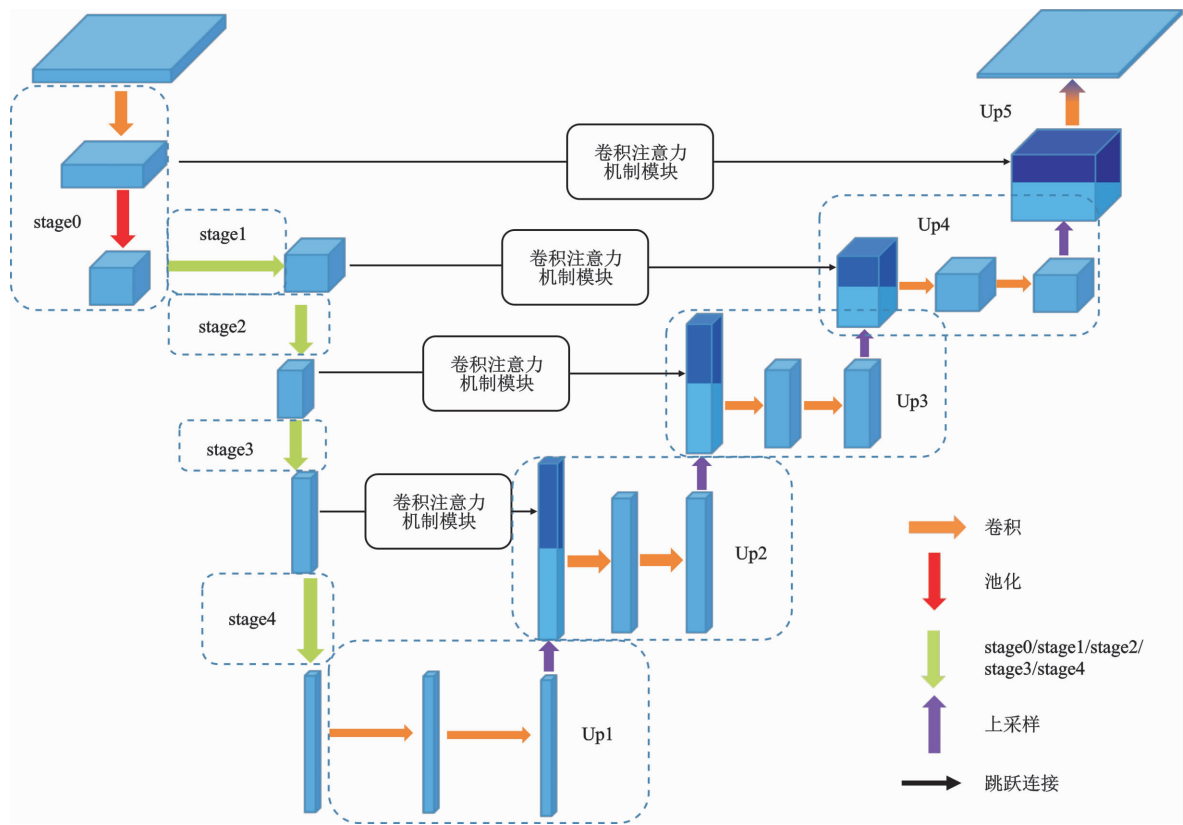 Up5
卷积注意力
机制模块
stage0
stage1
Up4
卷积注意力
机制模块
stage2
卷积注意力
机制模块
Up3
stage3
卷积注意力
机制模块
Up2
stage4
Up1
卷积
池化
stage0/stage1/stage2/
stage3/stage4
上采样
跳跃连接